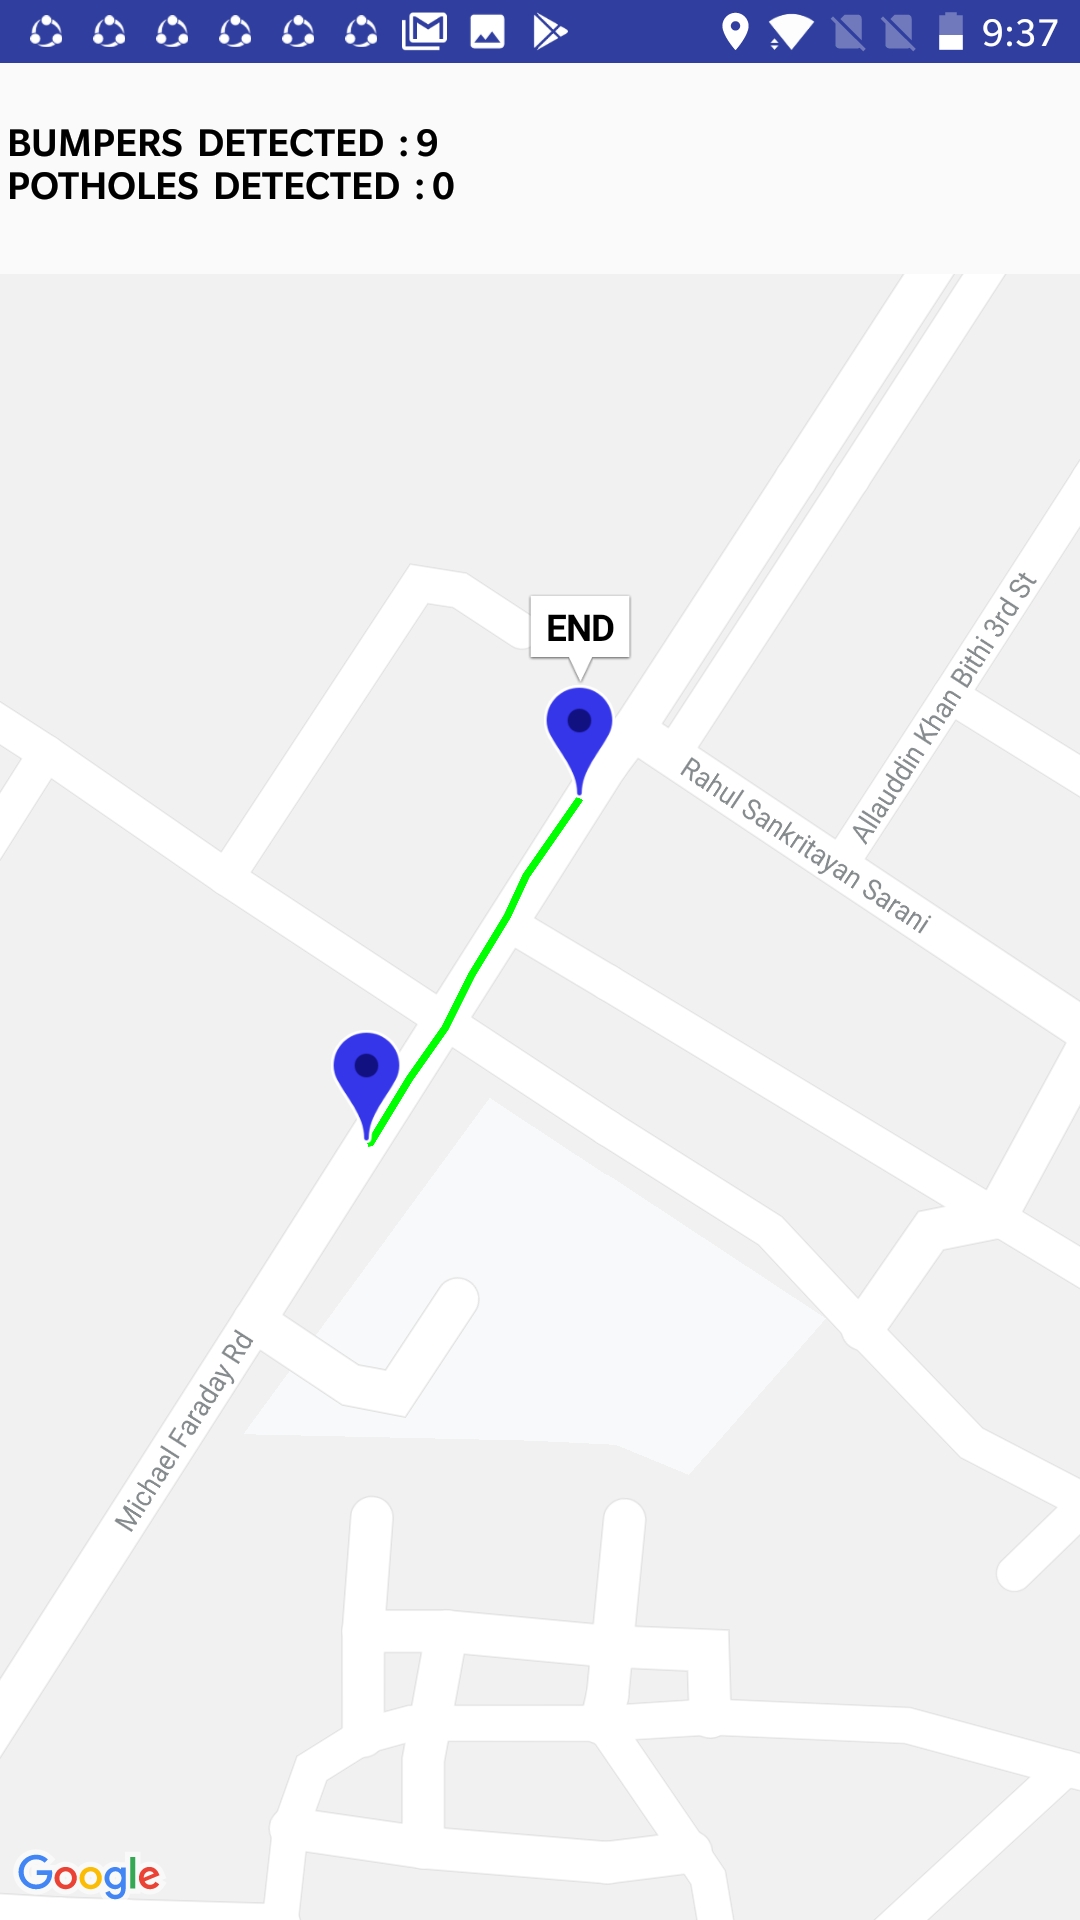 9:37
BUMPERS DETECTED : 9
POTHOLES DETECTED : 0
END
Allauddin Khan Bithi 3rd St
Rahul Sankritayan Sarani
Michael Faraday Rd
Google